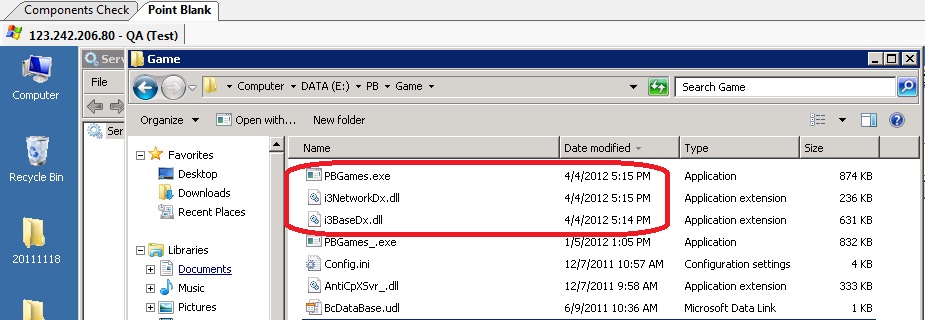 Components Check Point Blank
123.242.206.80 - QA (Test)
Computer
Recycle Bin
20111118
Serv
File
Ser
Game
Computer DATA (E:) PB Game
Search Game
Organize Open with... New folder
Favorites
Desktop
Downloads
Recent Places
Libraries
Documents
Music
Pictures
Name Date modified Type Size
PBGames.exe 4/4/2012 5:15 PM Application 874 KB
i3NetworkDx.dll 4/4/2012 5:15 PM Application extension 236 KB
i3BaseDx.dll 4/4/2012 5:14 PM Application extension 631 KB
PBGames_.exe 1/5/2012 1:05 PM Application 832 KB
Config.ini 12/7/2011 10:57 AM Configuration settings 4 KB
AntiCpXSvr_.dll 12/7/2011 9:58 AM Application extension 333 KB
BcDataBase.udl 6/9/2011 10:36 AM Microsoft Data Link 1 KB